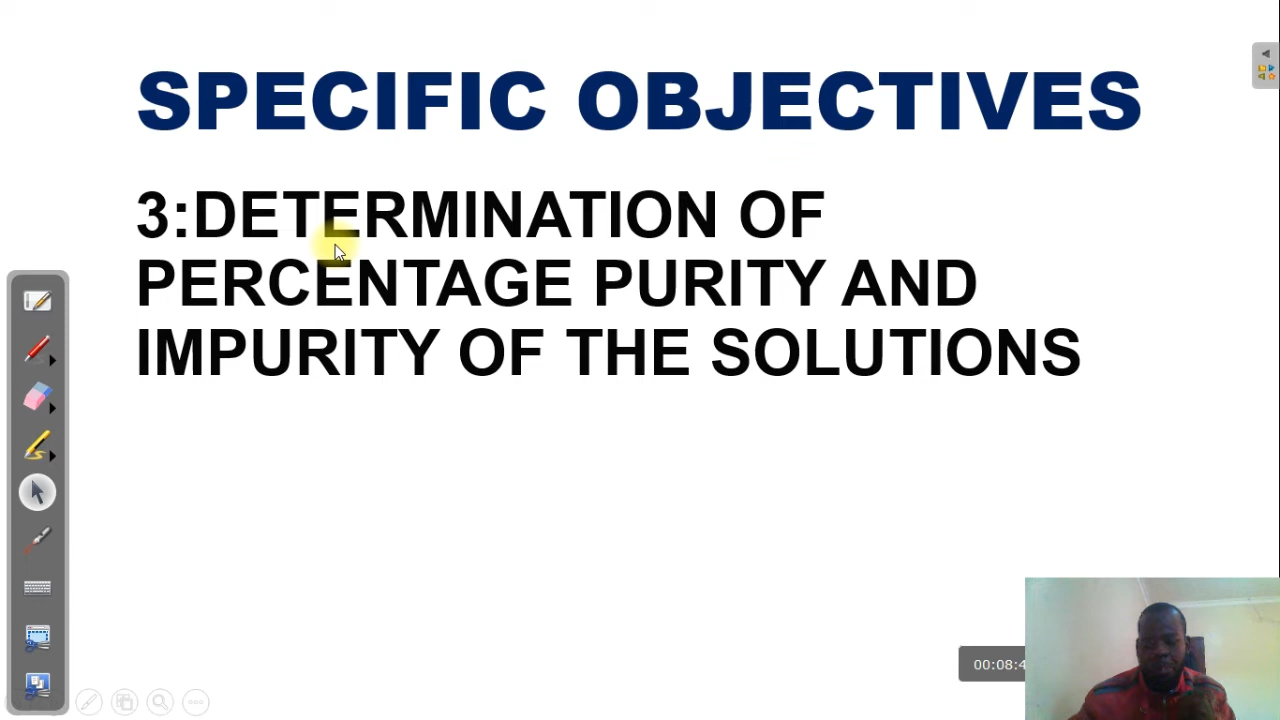 SPECIFIC OBJECTIVES
3:DETERMINATION OF
PERCENTAGE PURITY AND
IMPURITY OF THE SOLUTIONS
00:08:4